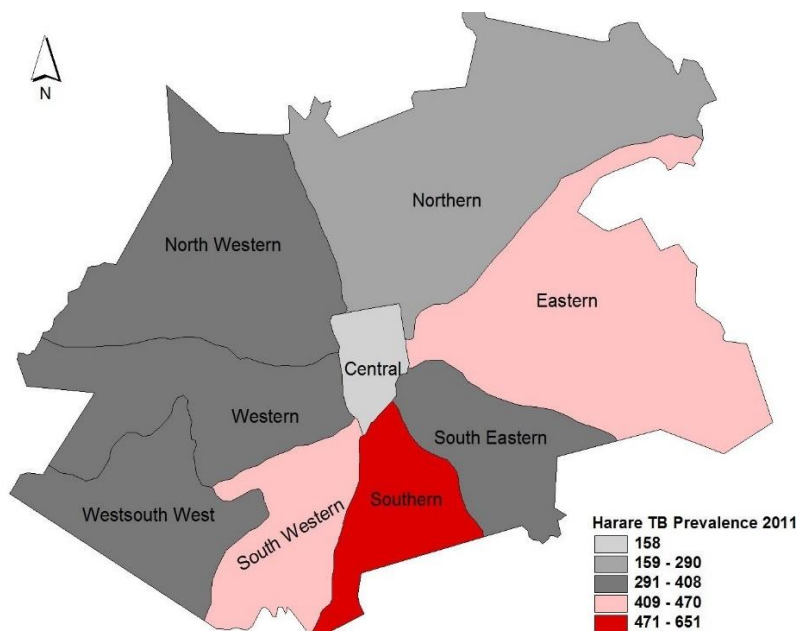 N
Northern
North Western
Eastern
Central
Western
South Eastern
Westsouth West
South Western
Southern
Harare TB Prevalence 2011
158
159 - 290
291 - 408
409 - 470
471 - 651